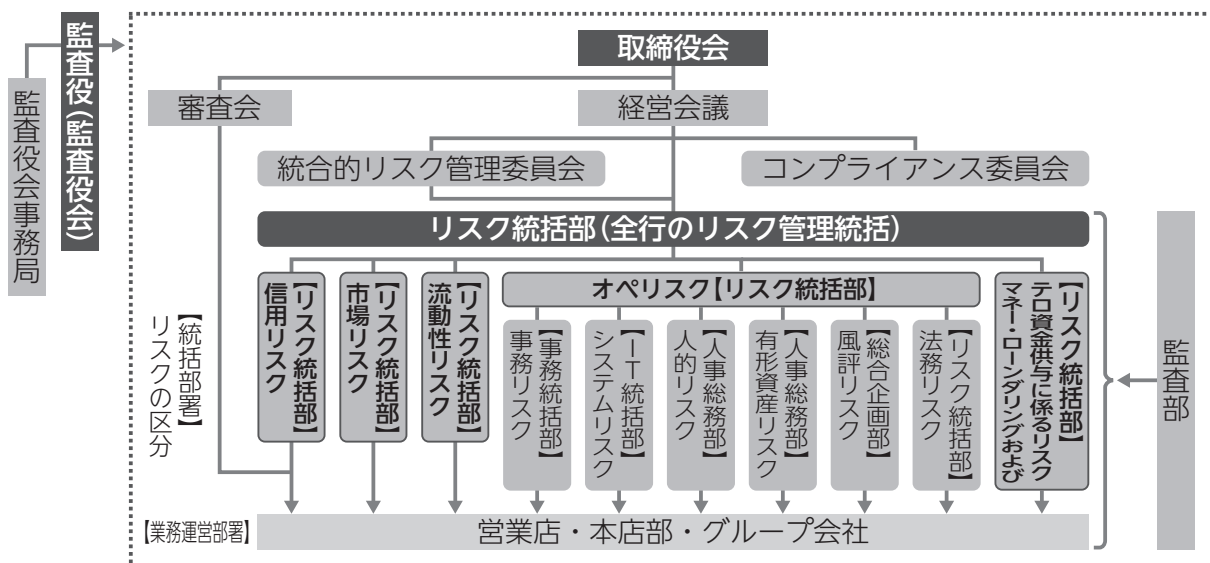 監査役会事務局
監査役(監査役会)
取締役会
審査会
経営会議
統合的リスク管理委員会
コンプライアンス委員会
リスク統括部(全行のリスク管理統括)
リスクの区分
【統括部署】
信用リスク
【リスク統括部】
市場リスク
【リスク統括部】
流動性リスク
【リスク統括部】
オペリスク【リスク統括部】
事務リスク
【事務統括部】
システムリスク
【IT統括部】
人的リスク
【人事総務部】
有形資産リスク
【人事総務部】
風評リスク
【総合企画部】
法務リスク
【リスク統括部】
マネー・ローンダリングおよび
テロ資金供与に係るリスク
【リスク統括部】
監査部
【業務運営部署】
営業店・本店部・グループ会社